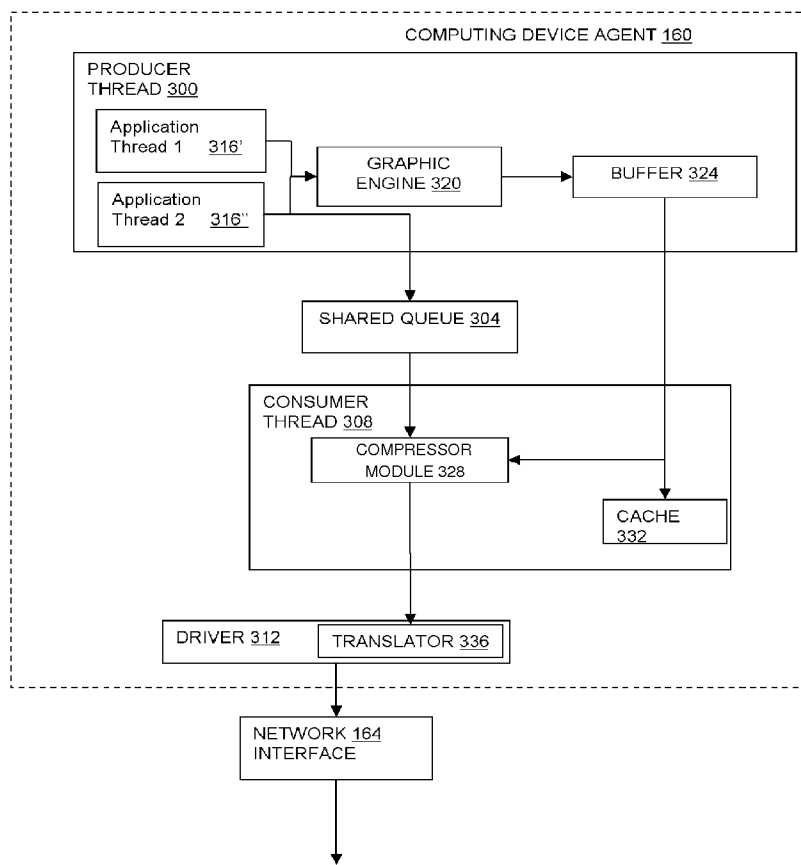 COMPUTING DEVICE AGENT 160
PRODUCER
THREAD 300
Application
Thread 1 316'
GRAPHIC
ENGINE 320
BUFFER 324
Application
Thread 2 316"
SHARED QUEUE 304
CONSUMER
THREAD 308
COMPRESSOR
MODULE 328
CACHE
332
DRIVER 312
TRANSLATOR 336
NETWORK 164
INTERFACE